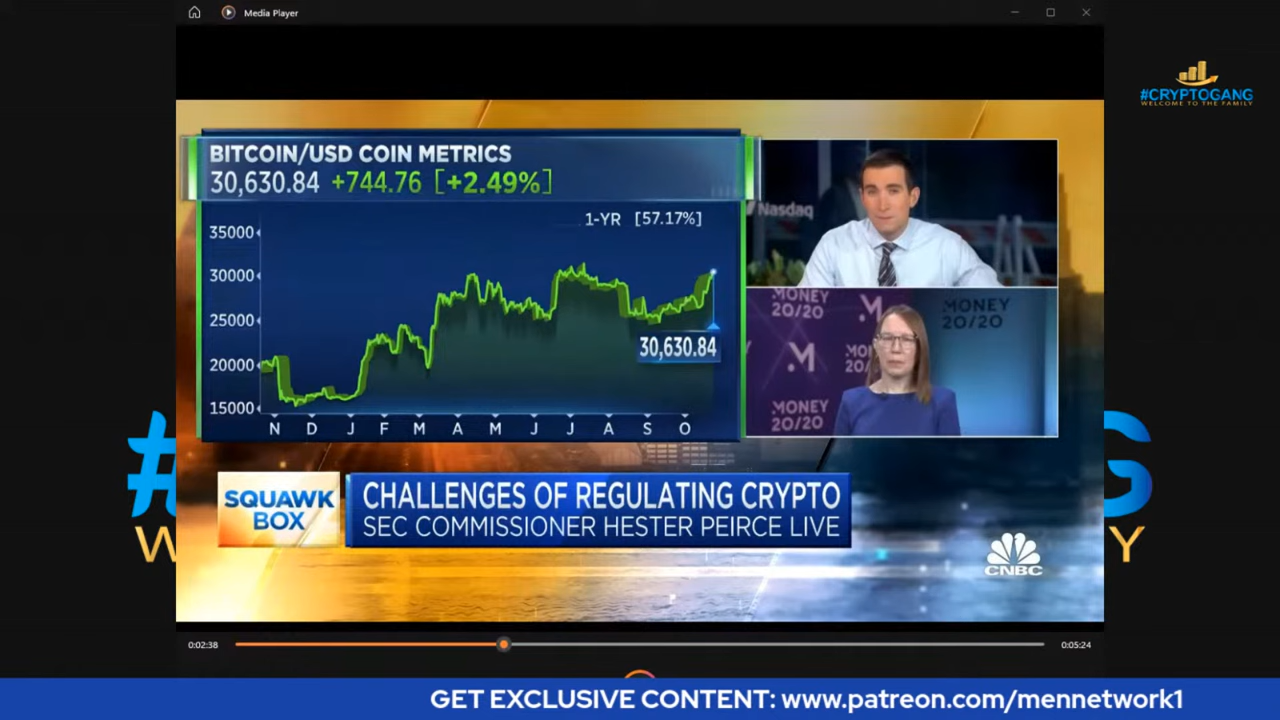 Media Player
#CRYPTOGANG
WELCOME TO THE FAMILY
BITCOIN/USD COIN METRICS
30,630.84 +744.76 [+2.49%]
1-YR [57.17%]
35000
30000
25000
20000
15000
30,630.84
N D J F M A M J J A S O
Nasdaq
MONEY
20/20
MONEY
20/20
MONEY
20/20
SQUAWK
BOX
CHALLENGES OF REGULATING CRYPTO
SEC COMMISSIONER HESTER PEIRCE LIVE
CNBC
0:02:38
0:05:24
GET EXCLUSIVE CONTENT: www.patreon.com/mennetwork1